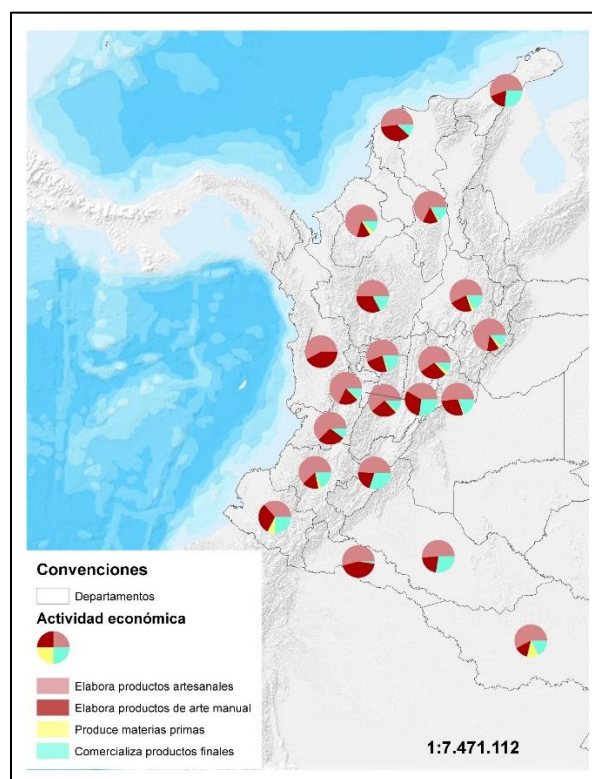 Convenciones
Departamentos
Actividad económica
Elabora productos artesanales
Elabora productos de arte manual
Produce materias primas
Comercializa productos finales
1:7.471.112